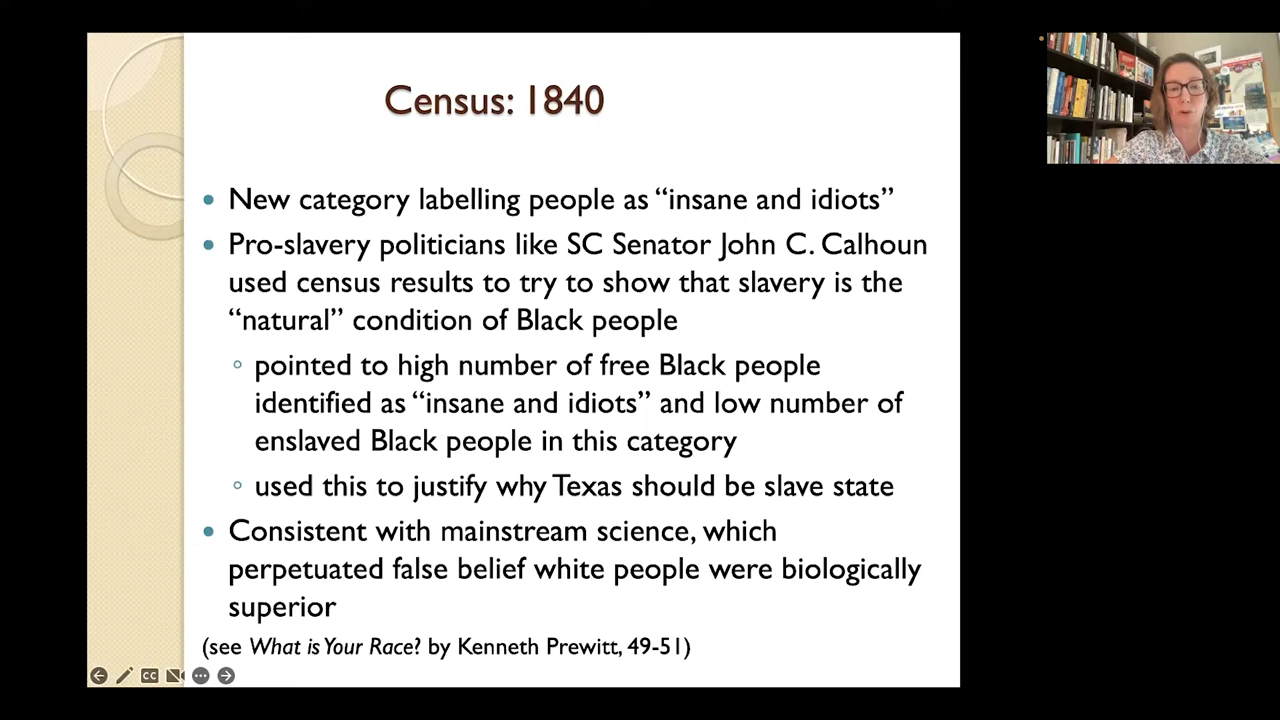 Census: 1840
New category labelling people as “insane and idiots”
Pro-slavery politicians like SC Senator John C. Calhoun
used census results to try to show that slavery is the
“natural” condition of Black people
pointed to high number of free Black people
identified as “insane and idiots” and low number of
enslaved Black people in this category
used this to justify why Texas should be slave state
Consistent with mainstream science, which
perpetuated false belief white people were biologically
superior
(see What is Your Race? by Kenneth Prewitt, 49-51)
CC